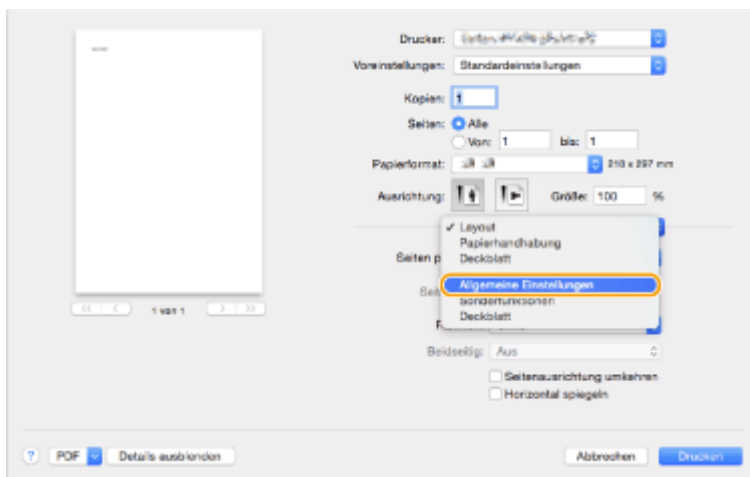 Drucker:
Voreinstellungen: Standardeinstellungen
Kopien: 1
Seiten: Alle
Von: 1 bis: 1
Papierformat: 210 x 297 mm
Ausrichtung: Größe: 100 %
✓ Layout
Papierhandhabung
Deckblatt
Seiten p
Allgemeine Einstellungen
Sonderfunktionen
Deckblatt
1 von 1
Beidseitig: Aus
Seitenausrichtung umkehren
Horizontal spiegeln
? PDF Details ausblenden Abbrechen Drucken